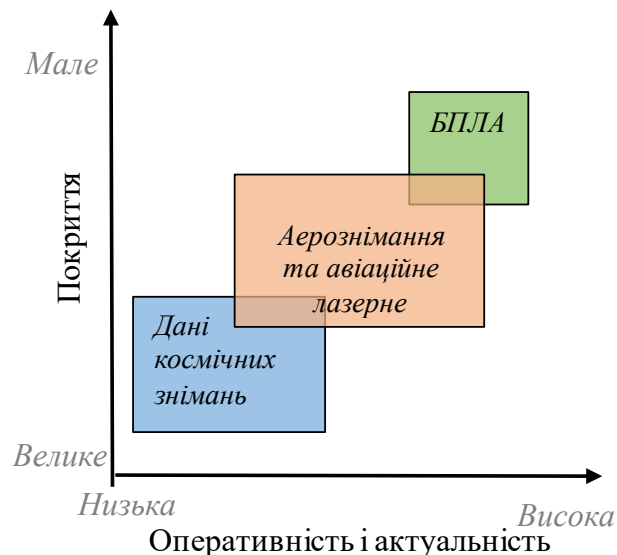 Мале
БПЛА
Покриття
Аерознімання
та авіаційне
лазерне
Дані
космічних
знімань
Велике
Низька
Висока
Оперативність і актуальність